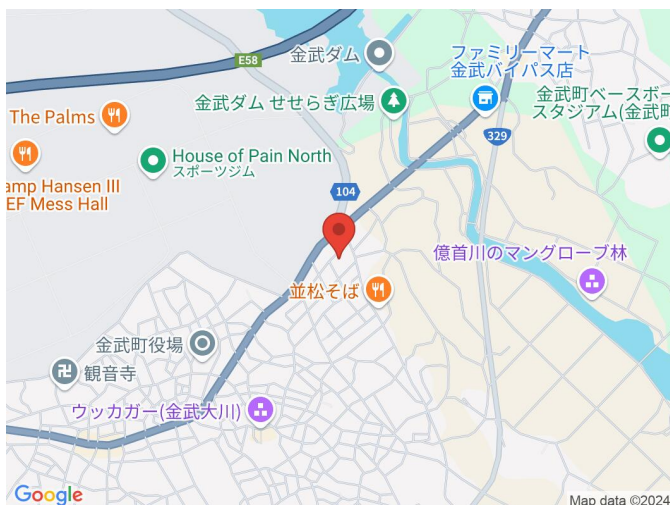 E58
金武ダム
ファミリーマート
金武バイパス店
The Palms
金武ダム せせらぎ広場
金武町ベースボー
スタジアム(金武町
329
House of Pain North
スポーツジム
amp Hansen III
EF Mess Hall
104
億首川のマングローブ林
並松そば
金武町役場
観音寺
ウッカガー(金武大川)
Google
Map data ©2024